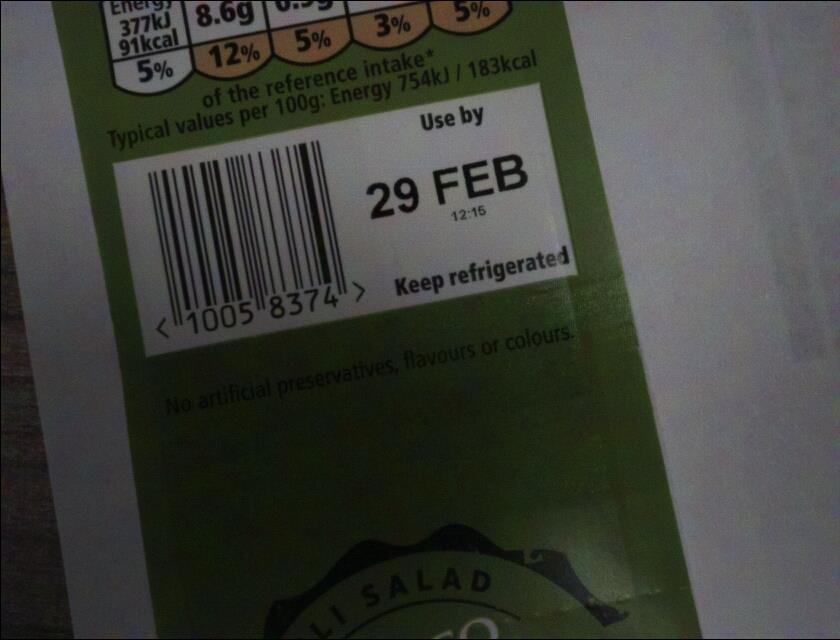 Energy
377kJ
91kcal
5%
8.6g
12%
5%
3%
5%
of the reference intake*
Typical values per 100g: Energy 754kJ / 183kcal
Use by
29 FEB
12:15
Keep refrigerated
< 1005 8374 >
No artificial preservatives, flavours or colours.
SALAD